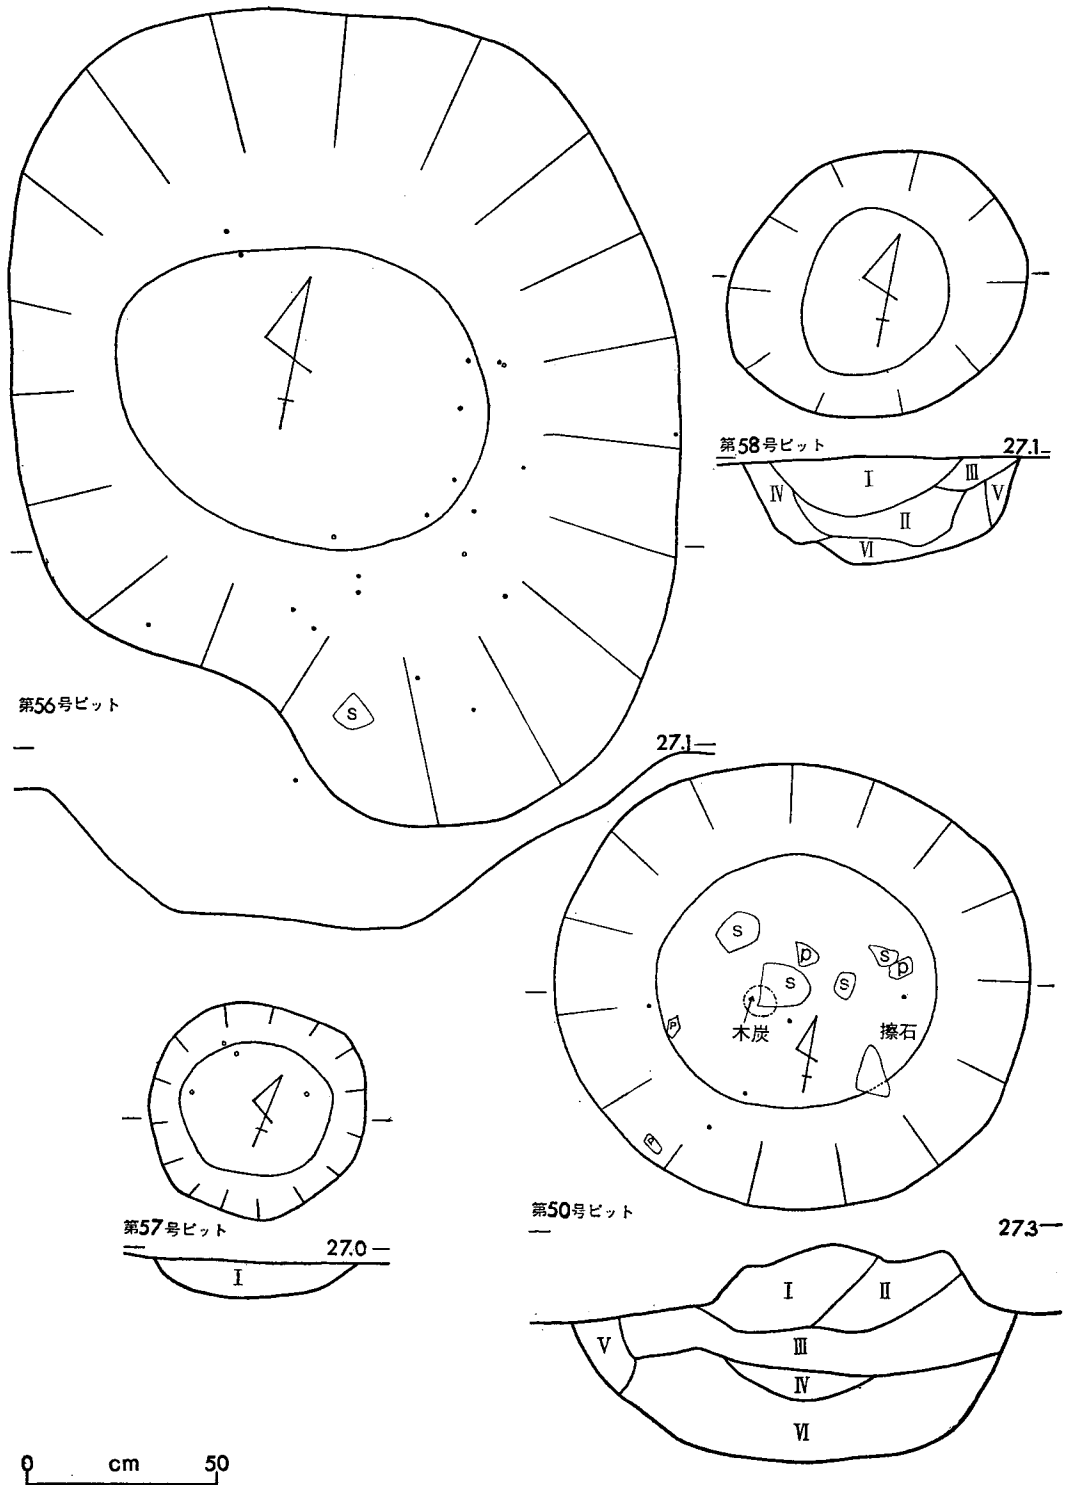 第58号ピット 27.1
I III
IV V
II
VI
S
第56号ピット
27.1
S
P S
S S P
P
木炭 擦石
P
第50号ピット
27.3
第57号ピット
27.0
I
I II
V III
IV
VI
0 cm 50